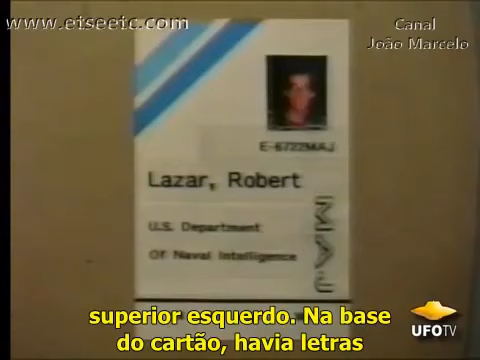 www.etseetc.com
Canal
João Marcelo
E-6722MAJ
Lazar, Robert
MAJ
U.S. Department
Of Naval Intelligence
superior esquerdo. Na base
do cartão, havia letras
UFOTV